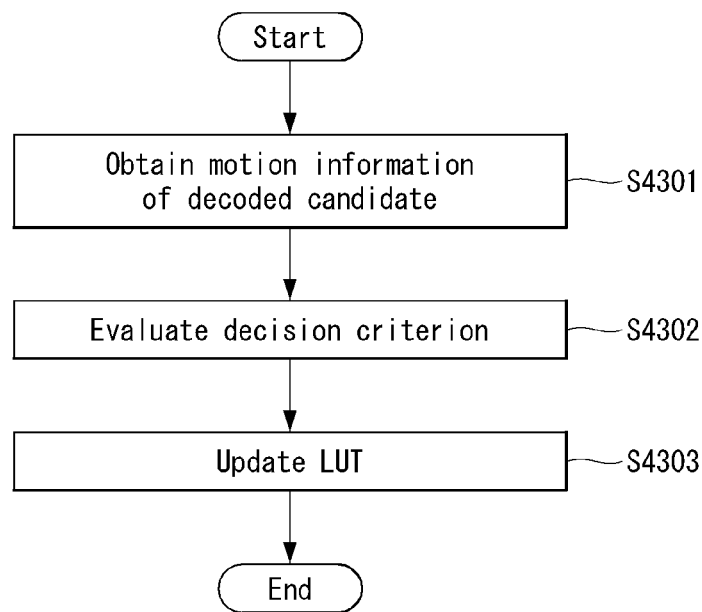 Start
Obtain motion information
of decoded candidate
S4301
Evaluate decision criterion
S4302
Update LUT
S4303
End